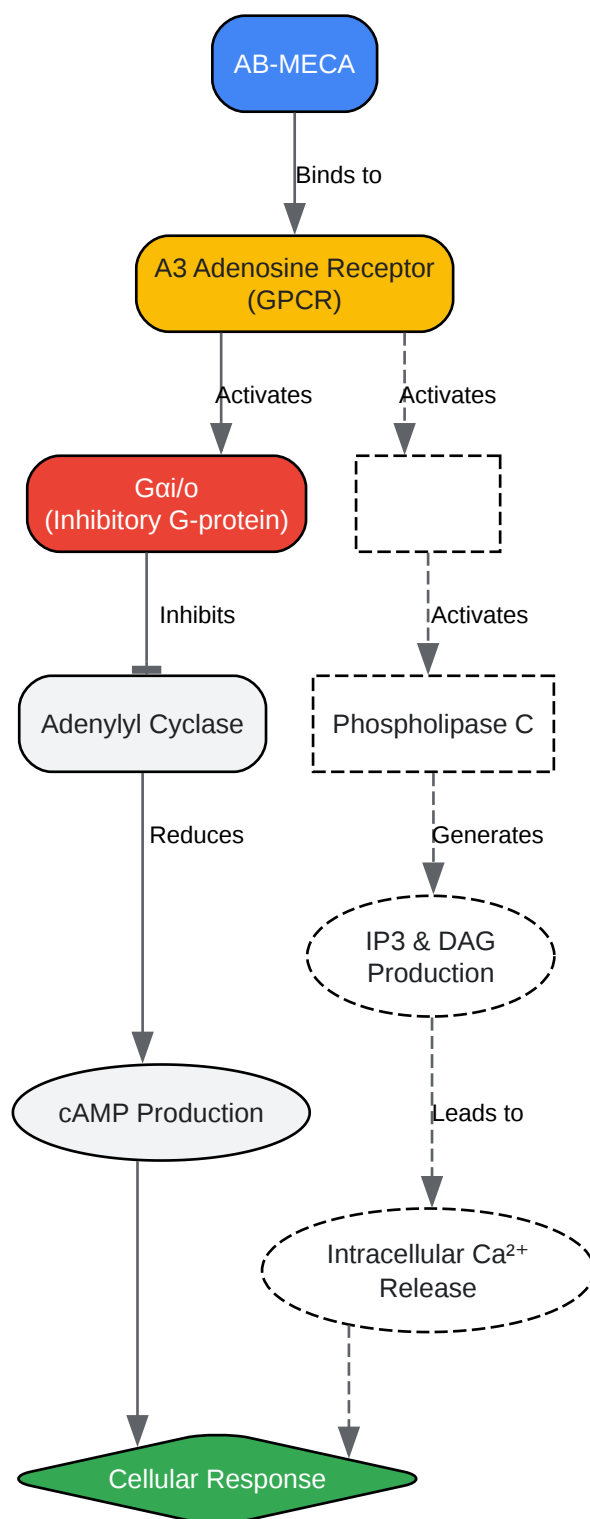 AB-MECA
Binds to
A3 Adenosine Receptor
(GPCR)
Activates
Activates
Gαi/o
(Inhibitory G-protein)
Inhibits
Activates
Adenylyl Cyclase
Phospholipase C
Reduces
Generates
IP3 & DAG
Production
cAMP Production
Leads to
Intracellular Ca²⁺
Release
Cellular Response